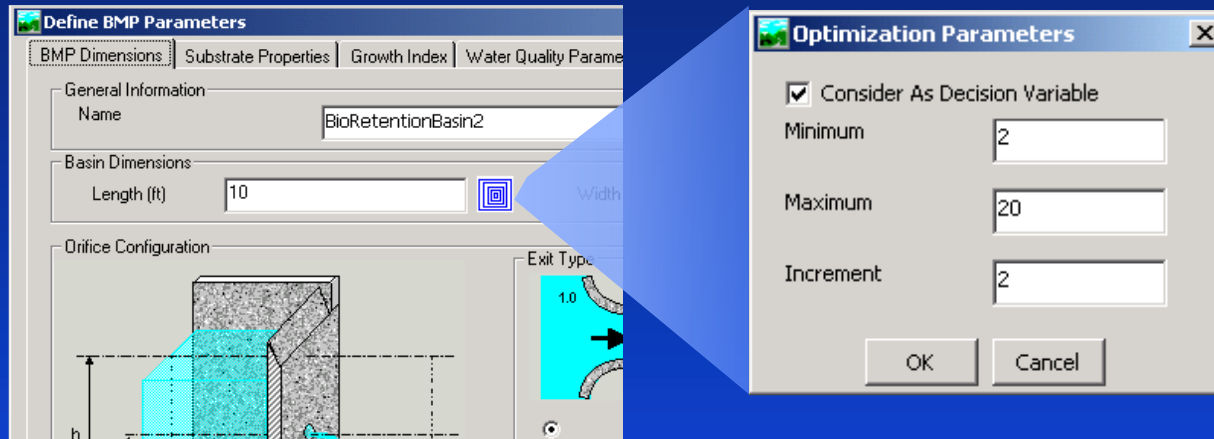 Define BMP Parameters
BMP Dimensions Substrate Properties Growth Index Water Quality Parame
General Information
Name BioRetentionBasin2
Basin Dimensions
Length (ft) 10 Width
Orifice Configuration
Exit Type
1.0
h
Optimization Parameters
Consider As Decision Variable
Minimum 2
Maximum 20
Increment 2
OK Cancel